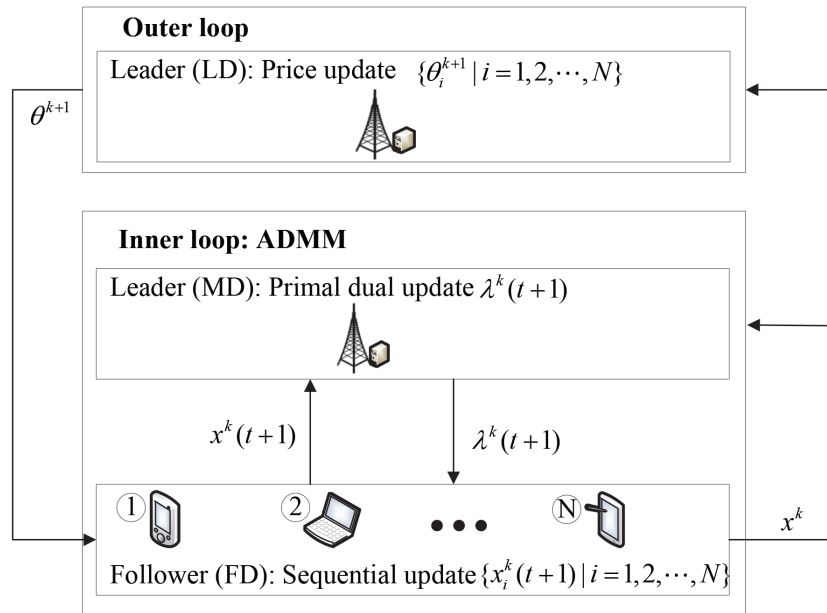 Outer loop
Leader (LD): Price update {θ_i^{k+1} | i = 1, 2, ⋯, N}
θ^{k+1}
Inner loop: ADMM
Leader (MD): Primal dual update λ^k(t+1)
x^k(t+1)
λ^k(t+1)
1
2
•••
N
x^k
Follower (FD): Sequential update {x_i^k(t+1) | i = 1, 2, ⋯, N}